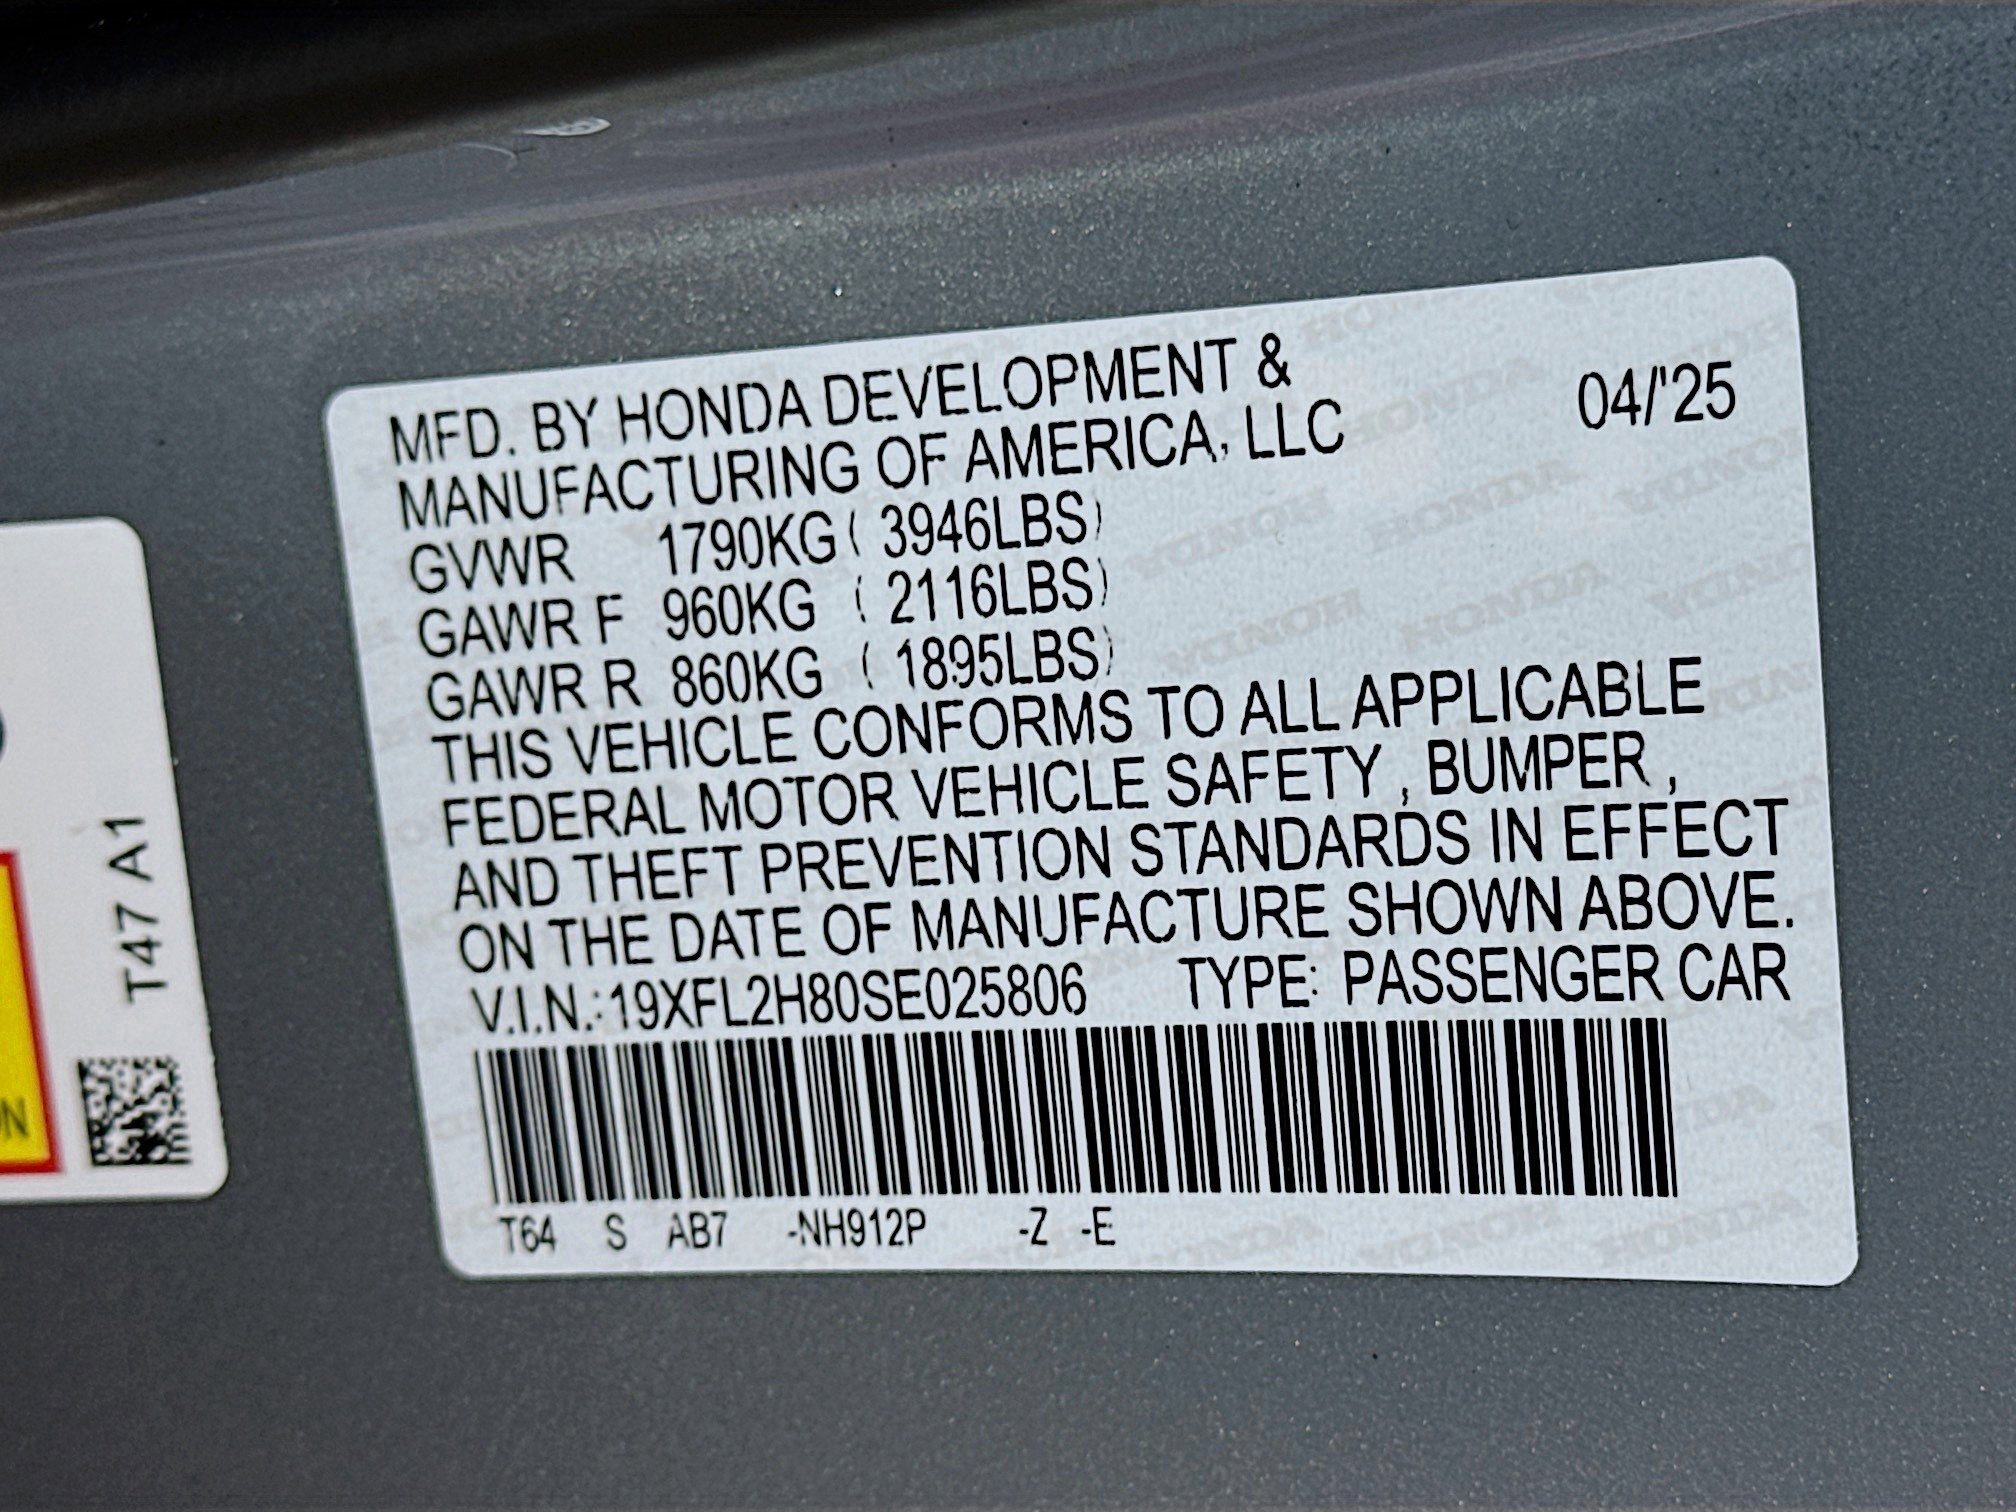 MFD. BY HONDA DEVELOPMENT &
MANUFACTURING OF AMERICA, LLC
04/'25
GVWR 1790KG ( 3946LBS)
GAWR F 960KG ( 2116LBS)
GAWR R 860KG ( 1895LBS)
THIS VEHICLE CONFORMS TO ALL APPLICABLE
FEDERAL MOTOR VEHICLE SAFETY , BUMPER ,
AND THEFT PREVENTION STANDARDS IN EFFECT
ON THE DATE OF MANUFACTURE SHOWN ABOVE.
V.I.N.:19XFL2H80SE025806 TYPE: PASSENGER CAR
T64 S AB7 -NH912P -Z -E
T47 A1